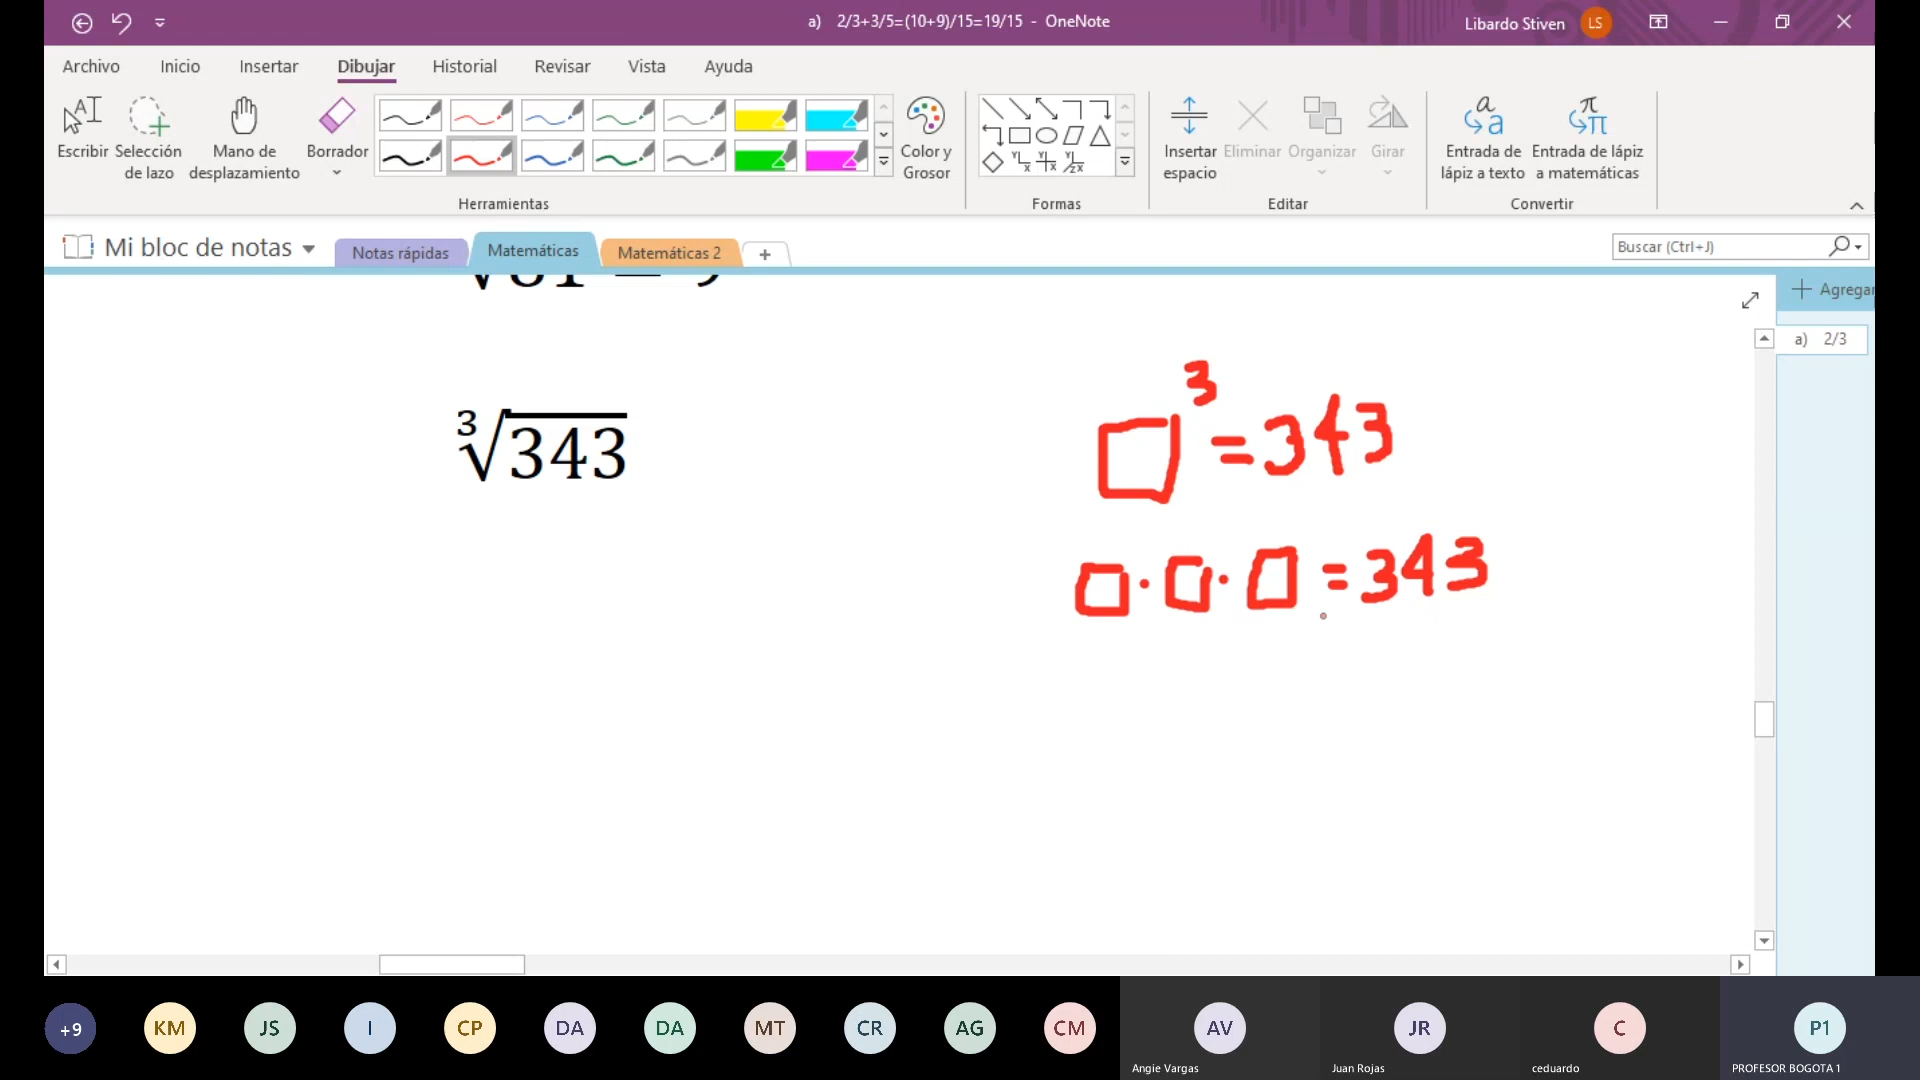 a) 2/3+3/5=(10+9)/15=19/15 - OneNote
Libardo Stiven LS
Archivo Inicio Insertar Dibujar Historial Revisar Vista Ayuda
Escribir
Selección de lazo
Mano de desplazamiento
Borrador
Color y Grosor
Insertar espacio
Eliminar
Organizar
Girar
Entrada de lápiz a texto
Entrada de lápiz a matemáticas
Herramientas Formas Editar Convertir
Mi bloc de notas Notas rápidas Matemáticas Matemáticas 2 +
Buscar (Ctrl+J)
Agregar
a) 2/3
√81 = 9
∛343
□³ = 343
□·□·□ = 343
+9 KM JS I CP DA DA MT CR AG CM AV JR C P1
Angie Vargas Juan Rojas ceduardo PROFESOR BOGOTA 1